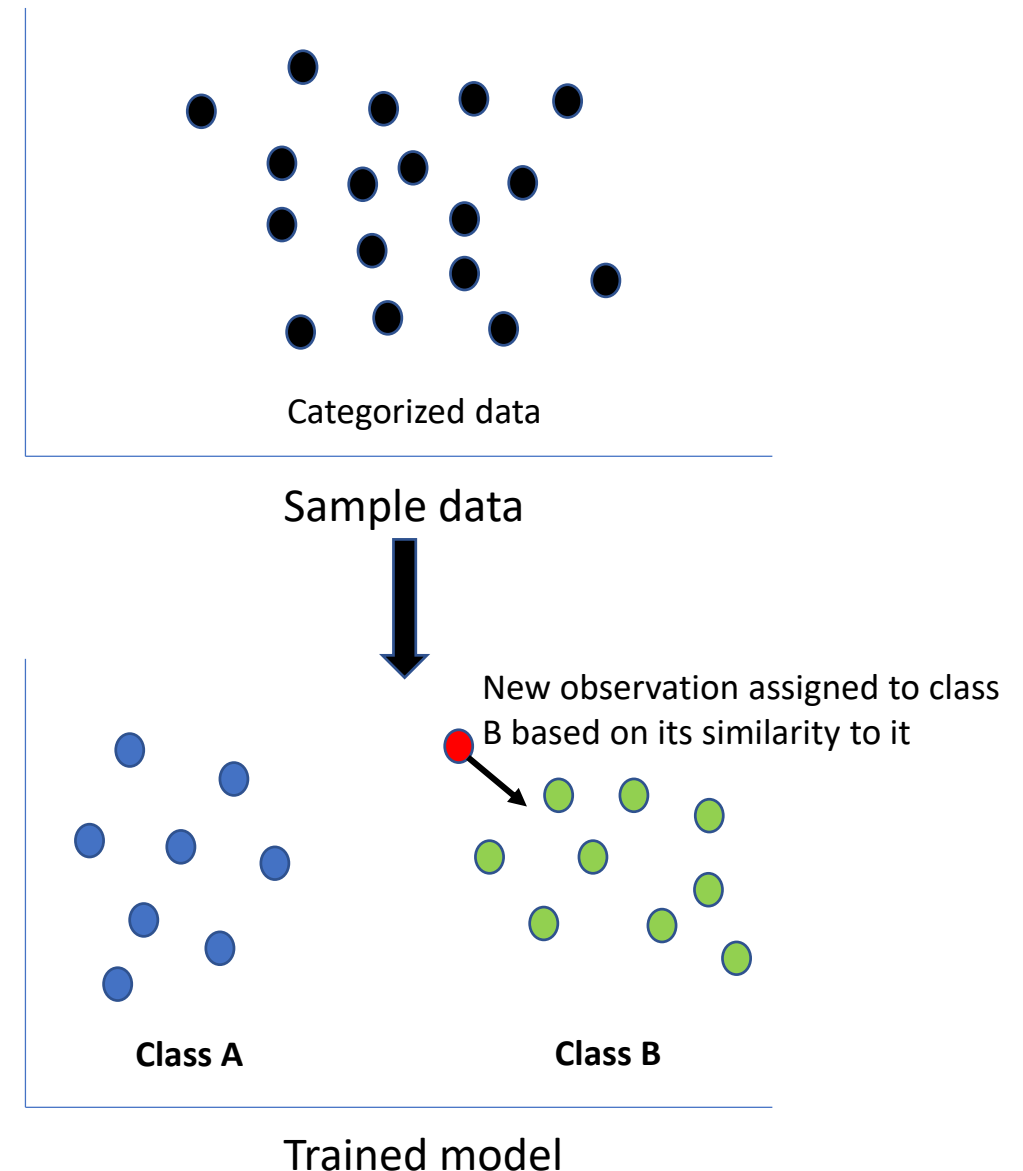 Categorized data
Sample data
New observation assigned to class
B based on its similarity to it
Class A
Class B
Trained model